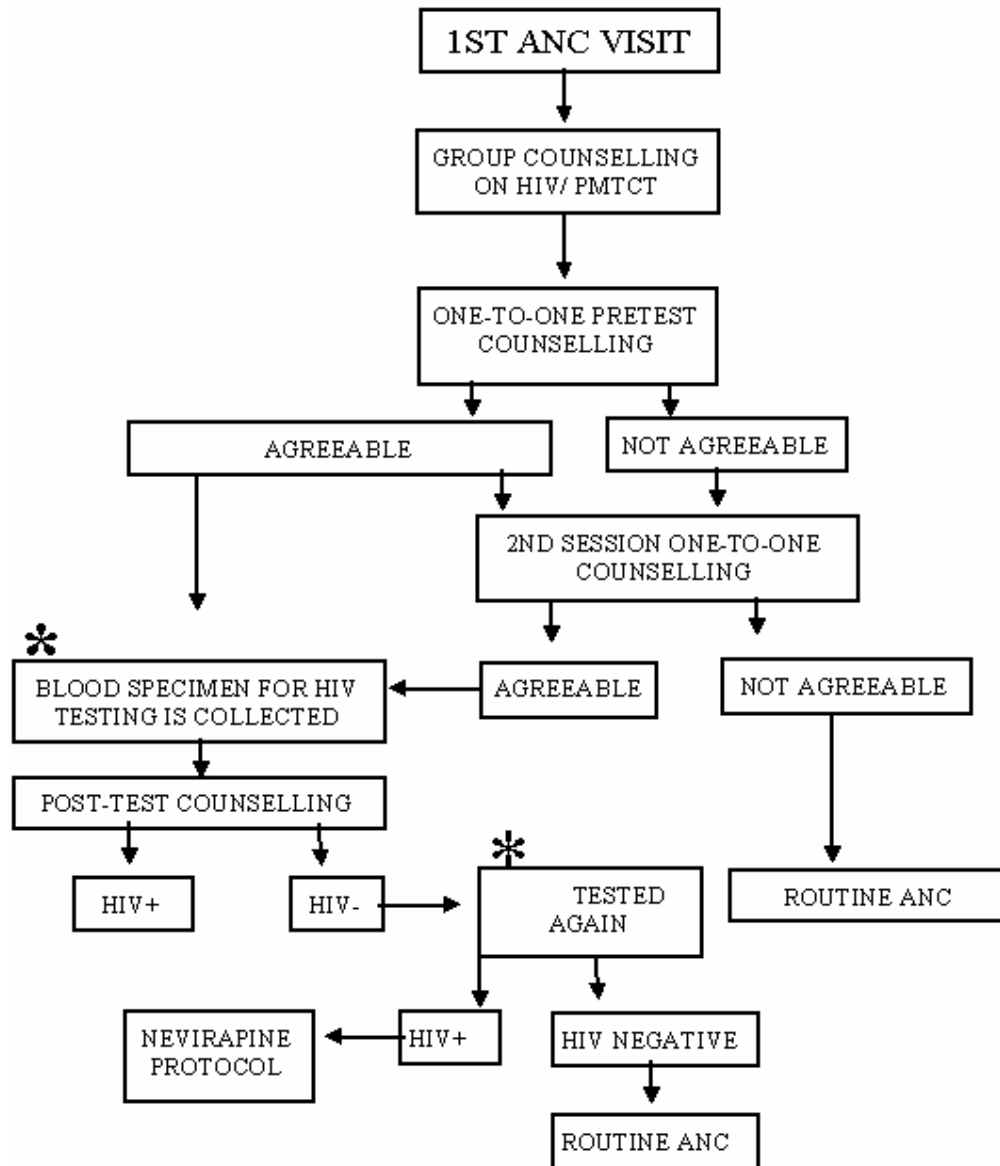 1ST ANC VISIT
GROUP COUNSELLING
ON HIV/ PMTCT
ONE-TO-ONE PRETEST
COUNSELLING
AGREEABLE
NOT AGREEABLE
2ND SESSION ONE-TO-ONE
COUNSELLING
*
BLOOD SPECIMEN FOR HIV
TESTING IS COLLECTED
AGREEABLE
NOT AGREEABLE
POST-TEST COUNSELLING
*
HIV+
HIV-
TESTED
AGAIN
ROUTINE ANC
NEVIRAPINE
PROTOCOL
HIV+
HIV NEGATIVE
ROUTINE ANC